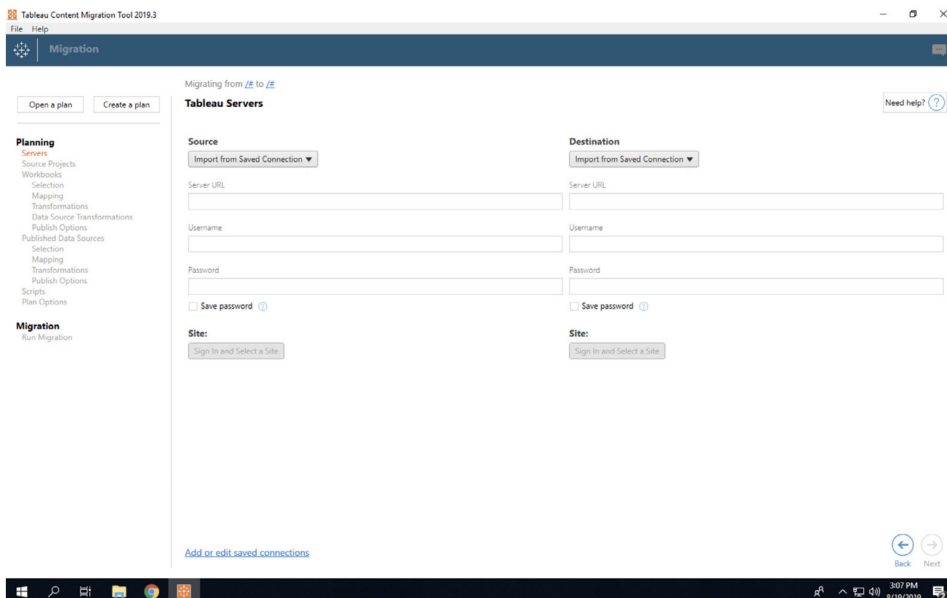 Tableau Content Migration Tool 2019.3
File Help
Migration
Open a plan Create a plan
Planning
Servers
Source Projects
Workbooks
Selection
Mapping
Transformations
Data Source Transformations
Publish Options
Published Data Sources
Selection
Mapping
Transformations
Publish Options
Scripts
Plan Options
Migration
Run Migration
Migrating from /# to /#
Tableau Servers
Need help? ?
Source
Import from Saved Connection ▼
Server URL
Username
Password
Save password
Site:
Sign In and Select a Site
Destination
Import from Saved Connection ▼
Server URL
Username
Password
Save password
Site:
Sign In and Select a Site
Add or edit saved connections
Back Next
3:07 PM
8/19/2019